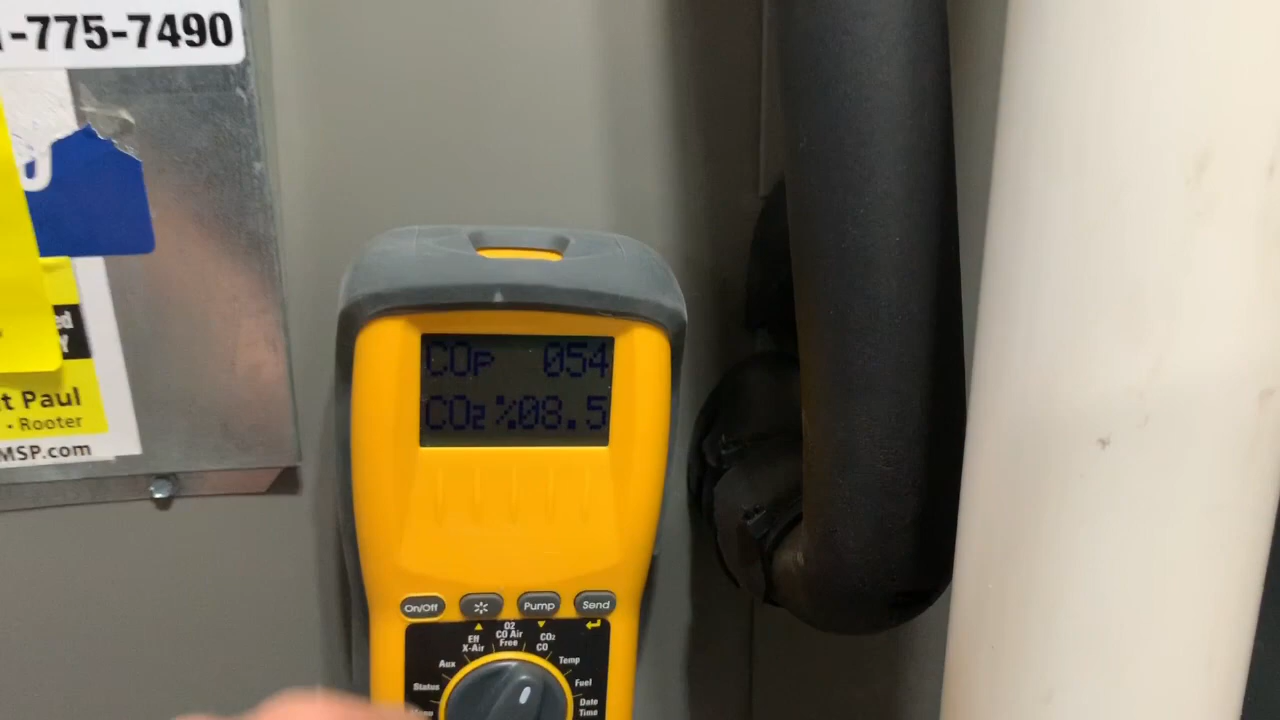 -775-7490
t Paul
• Rooter
MSP.com
COp 054
CO2%08.5
On/Off
Pump
Send
Eff
X-Air
O2
CO Air
Free
CO2
CO
Aux
Temp
Status
Fuel
Date
Time